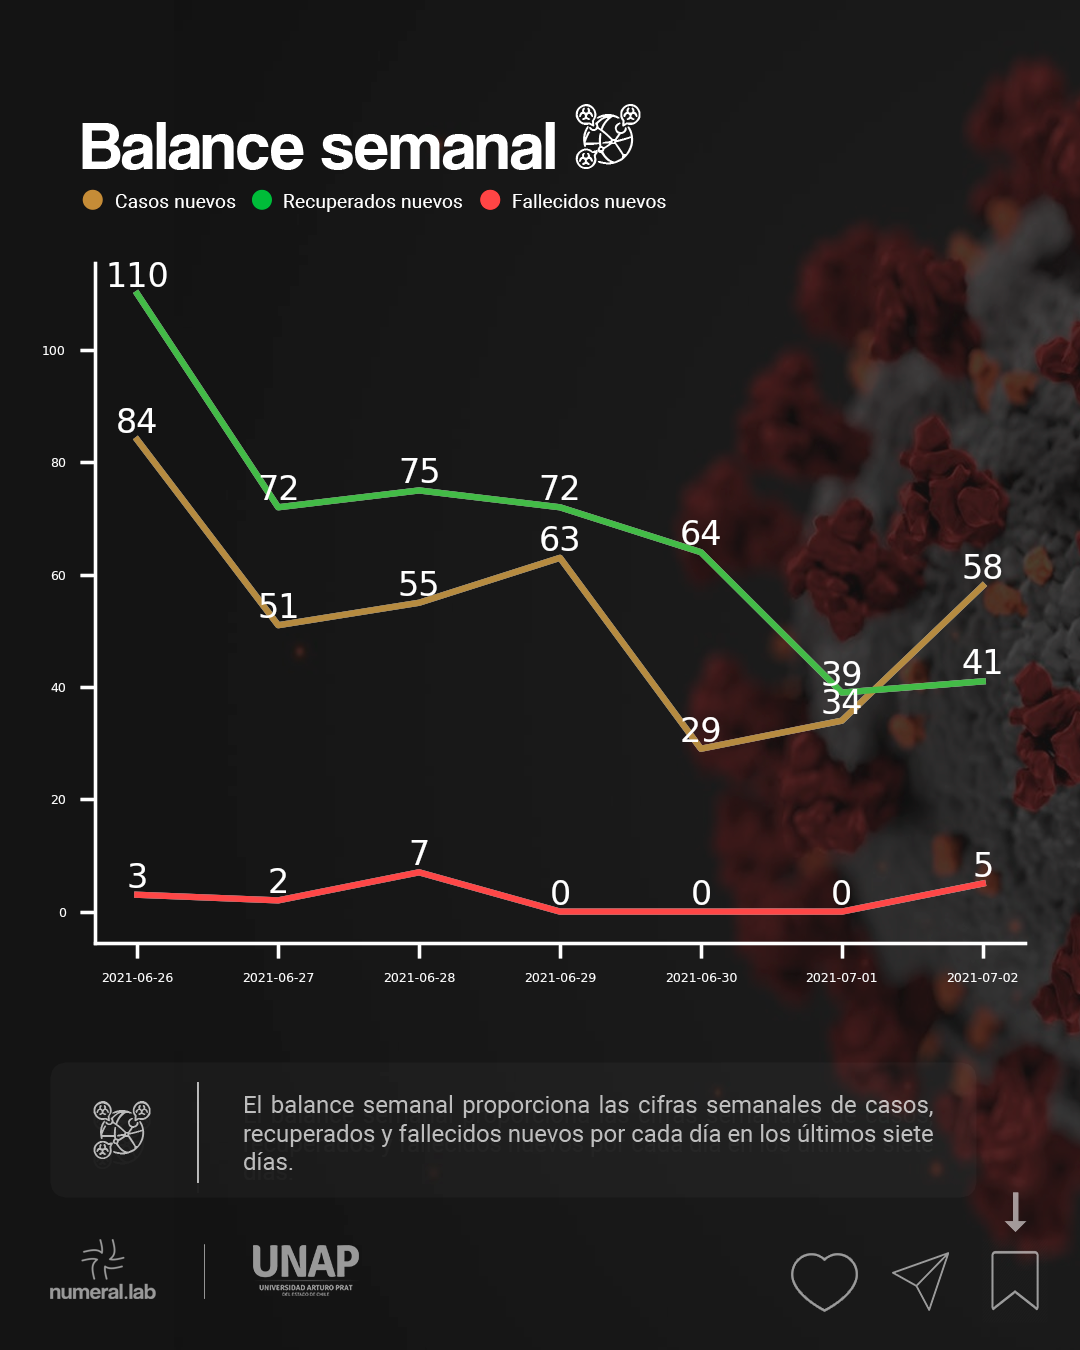 Balance semanal
Casos nuevos Recuperados nuevos Fallecidos nuevos
110
100
84
80
72 75 72
64
63
60
58
51 55
40
39 41
34
29
20
7
5
3 2 0 0 0
0
2021-06-26 2021-06-27 2021-06-28 2021-06-29 2021-06-30 2021-07-01 2021-07-02
El balance semanal proporciona las cifras semanales de casos,
recuperados y fallecidos nuevos por cada día en los últimos siete
días.
numeral.lab
UNAP
UNIVERSIDAD ARTURO PRAT
DEL ESTADO DE CHILE